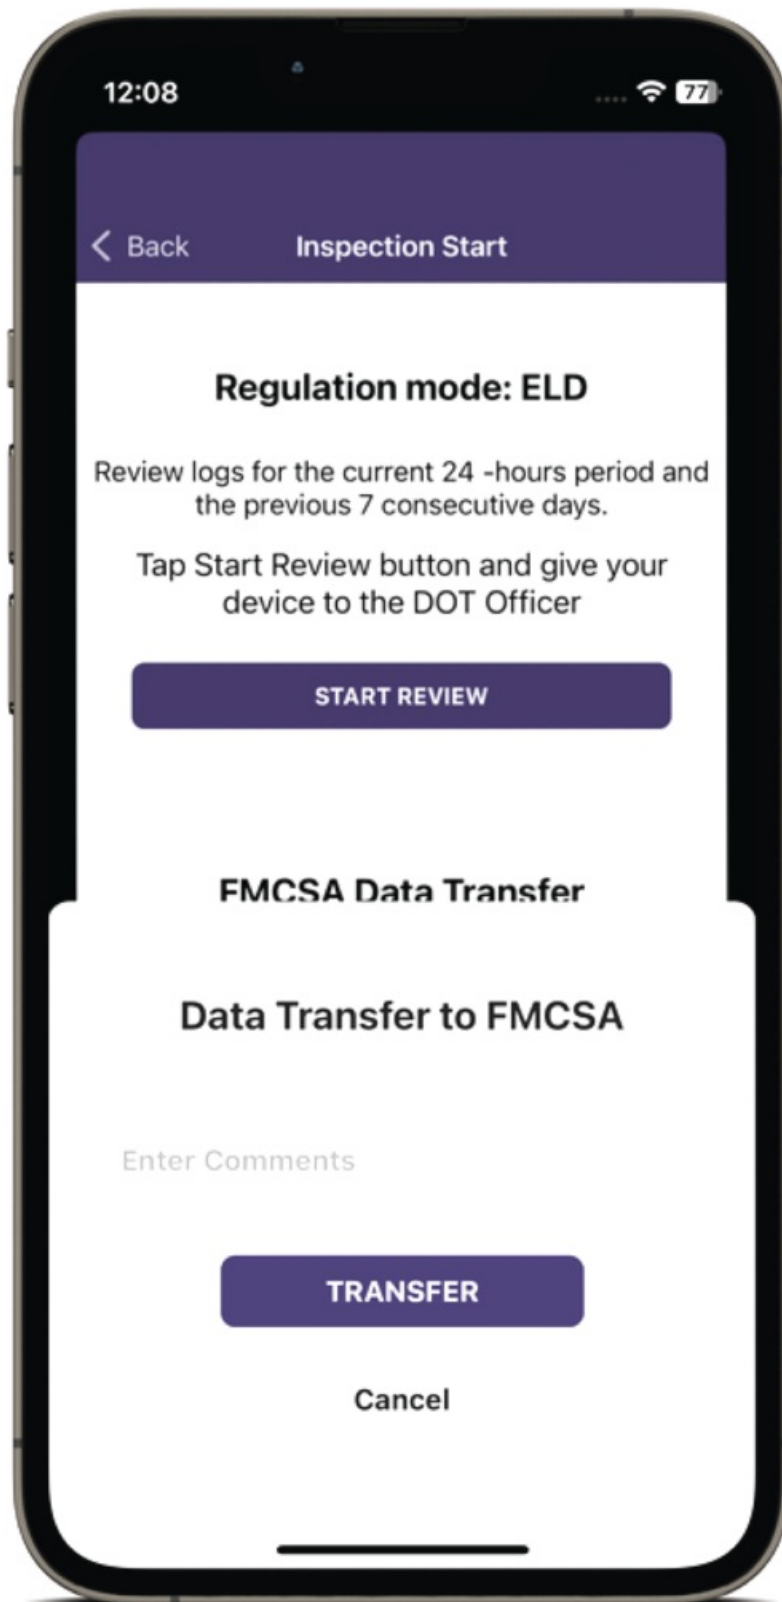 12:08
77
Back
Inspection Start
Regulation mode: ELD
Review logs for the current 24 -hours period and
the previous 7 consecutive days.
Tap Start Review button and give your
device to the DOT Officer
START REVIEW
FMCSA Data Transfer
Data Transfer to FMCSA
Enter Comments
TRANSFER
Cancel